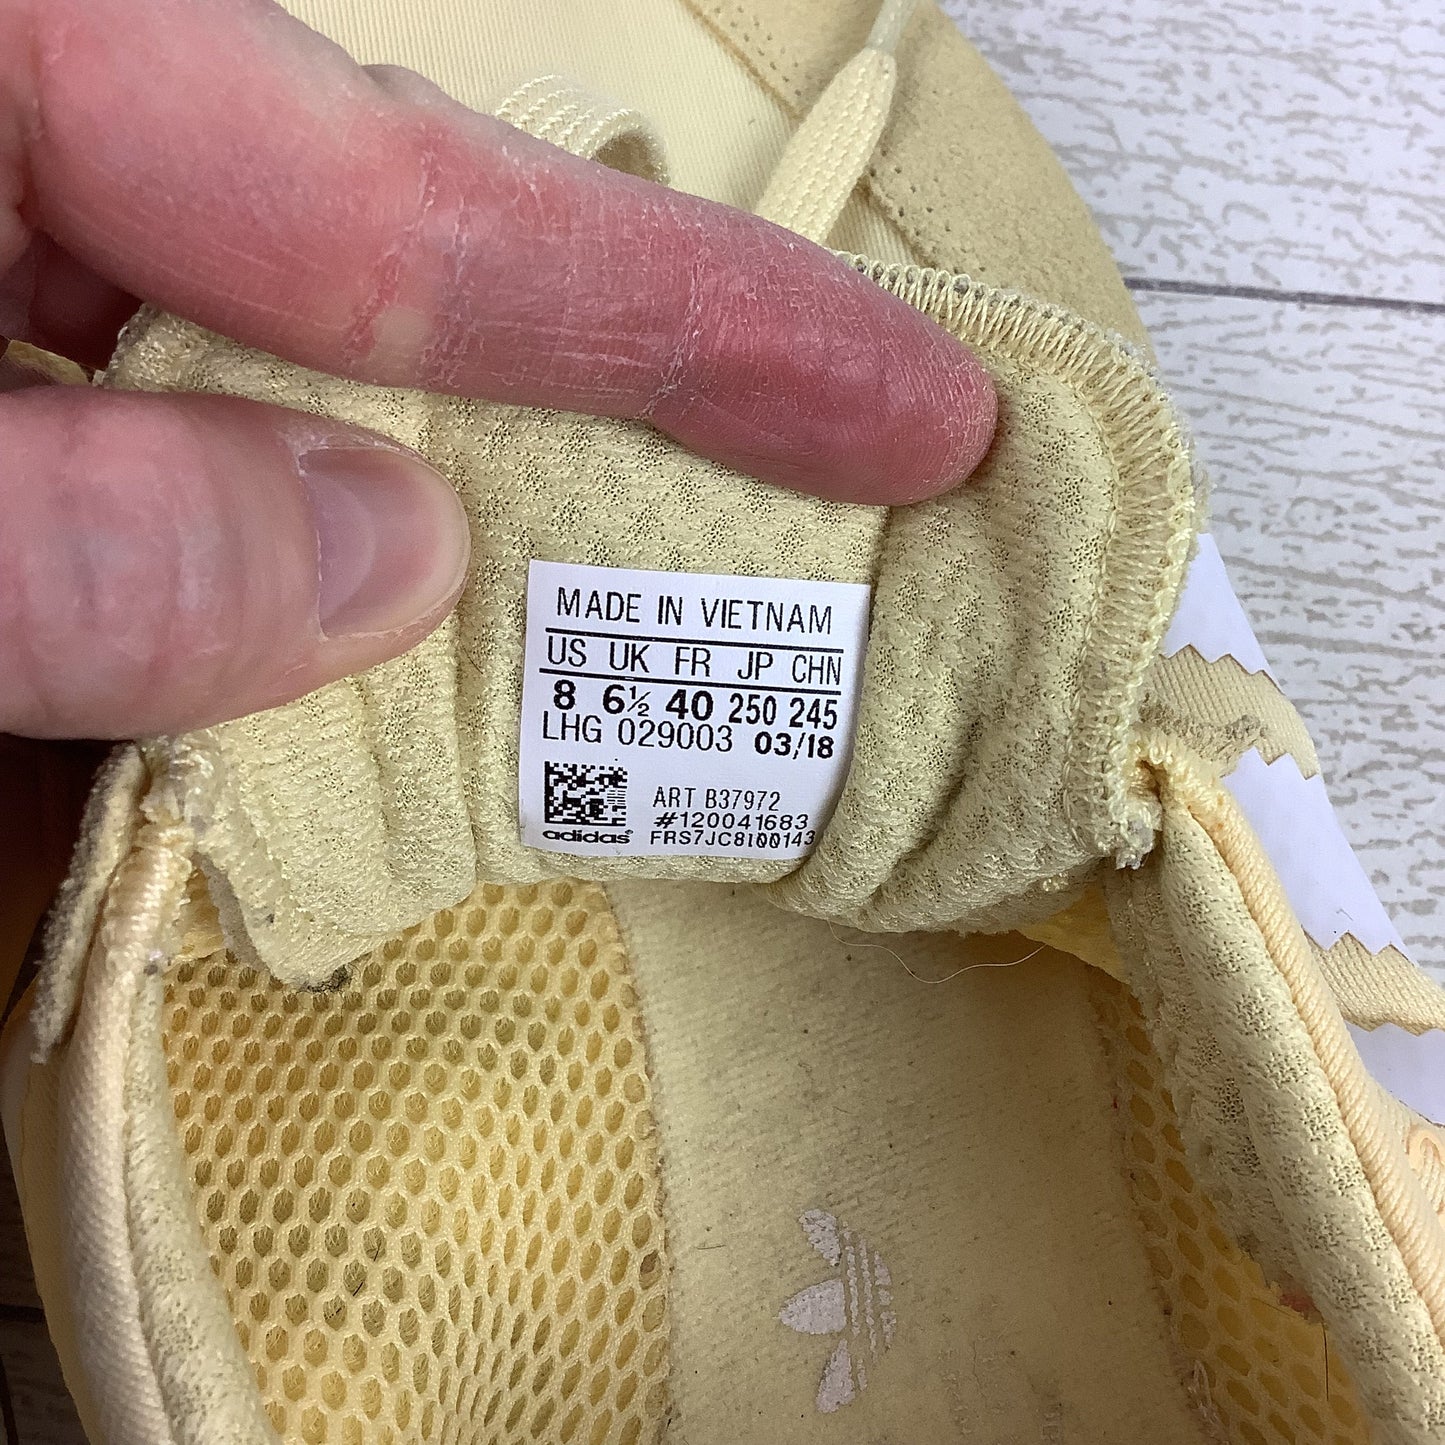 MADE IN VIETNAM
US UK FR JP CHN
8 6½ 40 250 245
LHG 029003 03/18
ART B37972
#120041683
adidas® FRS7JC8100143